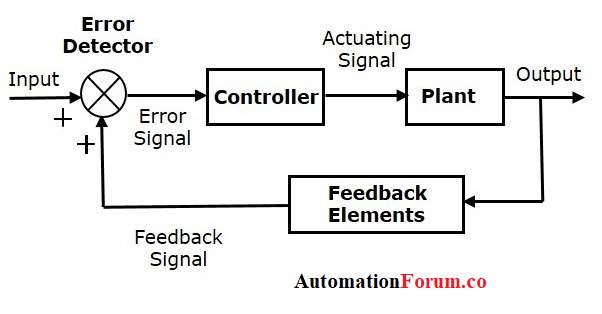 Error
Detector
Input
+
+
Error
Signal
Controller
Actuating
Signal
Plant
Output
Feedback
Elements
Feedback
Signal
AutomationForum.co